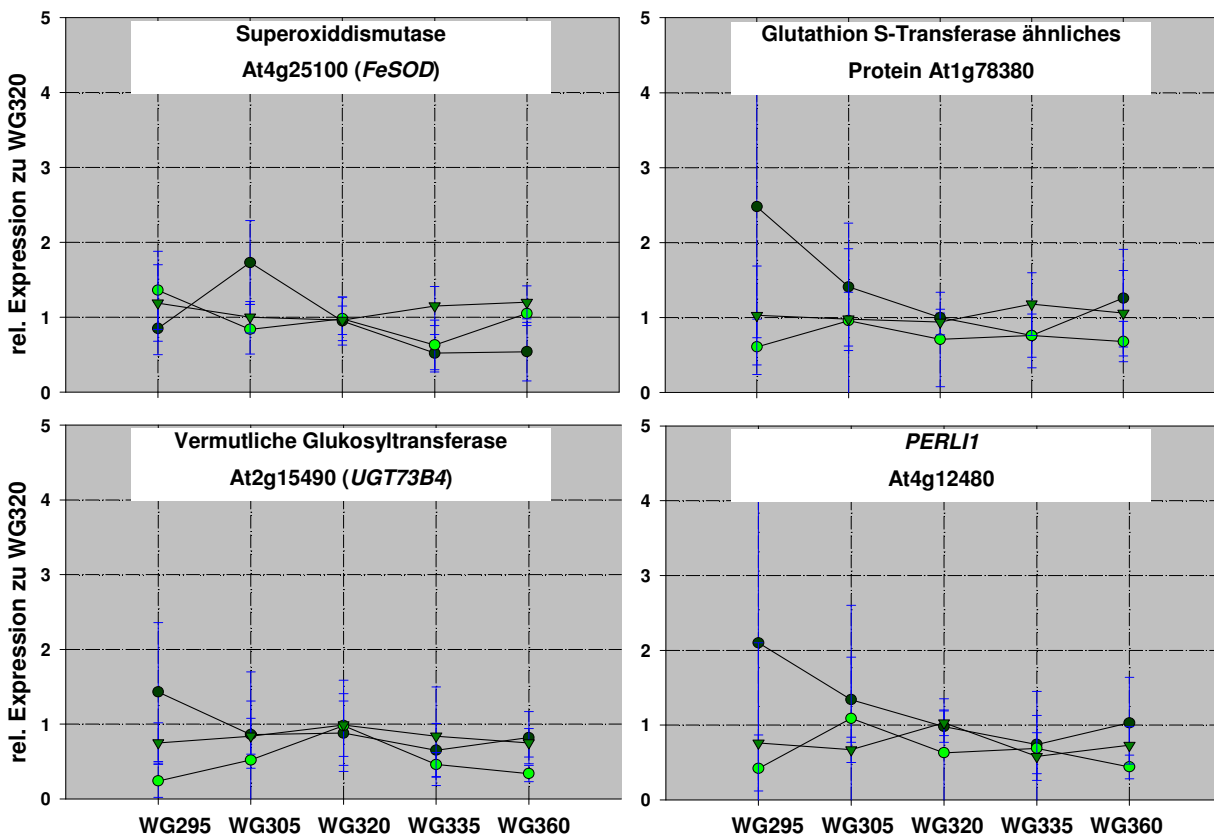 Superoxiddismutase
At4g25100 (FeSOD)
rel. Expression zu WG320
5
4
3
2
1
0
Glutathion S-Transferase ähnliches
Protein At1g78380
5
4
3
2
1
0
Vermutliche Glukosyltransferase
At2g15490 (UGT73B4)
rel. Expression zu WG320
5
4
3
2
1
0
WG295 WG305 WG320 WG335 WG360
PERLI1
At4g12480
5
4
3
2
1
0
WG295 WG305 WG320 WG335 WG360